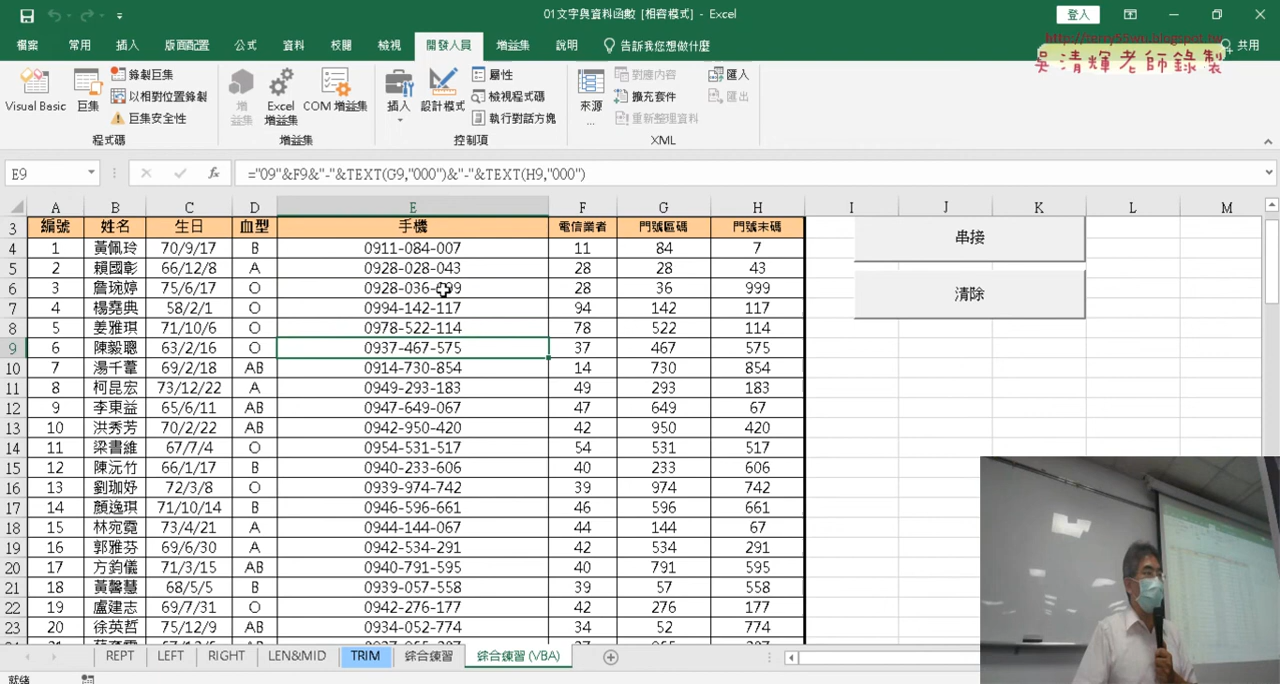 01文字與資料函數 [相容模式] - Excel
登入
http://terry55wu.blogspot.tw
吳清輝老師錄製
檔案 常用 插入 版面配置 公式 資料 校閱 檢視 開發人員 增益集 說明 告訴我您想做什麼 共用
Visual Basic 巨集 錄製巨集 以相對位置錄製 巨集安全性 程式碼
增益集 Excel 增益集 COM 增益集 增益集
插入 設計模式 屬性 檢視程式碼 執行對話方塊 控制項
來源 ... 對應內容 擴充套件 重新整理資料 匯入 匯出 XML
E9 fx ="09"&F9&"-"&TEXT(G9,"000")&"-"&TEXT(H9,"000")
A B C D E F G H I J K L M
3 編號 姓名 生日 血型 手機 電信業者 門號區碼 門號末碼
串接
4 1 黃佩玲 70/9/17 B 0911-084-007 11 84 7
5 2 賴國彰 66/12/8 A 0928-028-043 28 28 43
6 3 詹琬婷 75/6/17 O 0928-036-999 28 36 999
清除
7 4 楊堯典 58/2/1 O 0994-142-117 94 142 117
8 5 姜雅琪 71/10/6 O 0978-522-114 78 522 114
9 6 陳毅聰 63/2/16 O 0937-467-575 37 467 575
10 7 湯千葦 69/2/18 AB 0914-730-854 14 730 854
11 8 柯昆宏 73/12/22 A 0949-293-183 49 293 183
12 9 李東益 65/6/11 AB 0947-649-067 47 649 67
13 10 洪秀芳 70/2/22 AB 0942-950-420 42 950 420
14 11 梁書維 67/7/4 O 0954-531-517 54 531 517
15 12 陳沅竹 66/1/17 B 0940-233-606 40 233 606
16 13 劉珈妤 72/3/8 O 0939-974-742 39 974 742
17 14 顏逸琪 71/10/14 B 0946-596-661 46 596 661
18 15 林宛霓 73/4/21 A 0944-144-067 44 144 67
19 16 郭雅芬 69/6/30 A 0942-534-291 42 534 291
20 17 方鈞儀 71/3/15 AB 0940-791-595 40 791 595
21 18 黃馨慧 68/5/5 B 0939-057-558 39 57 558
22 19 盧建志 69/7/31 O 0942-276-177 42 276 177
23 20 徐英哲 75/12/9 AB 0934-052-774 34 52 774
REPT LEFT RIGHT LEN&MID TRIM 綜合練習 綜合練習 (VBA)
就緒